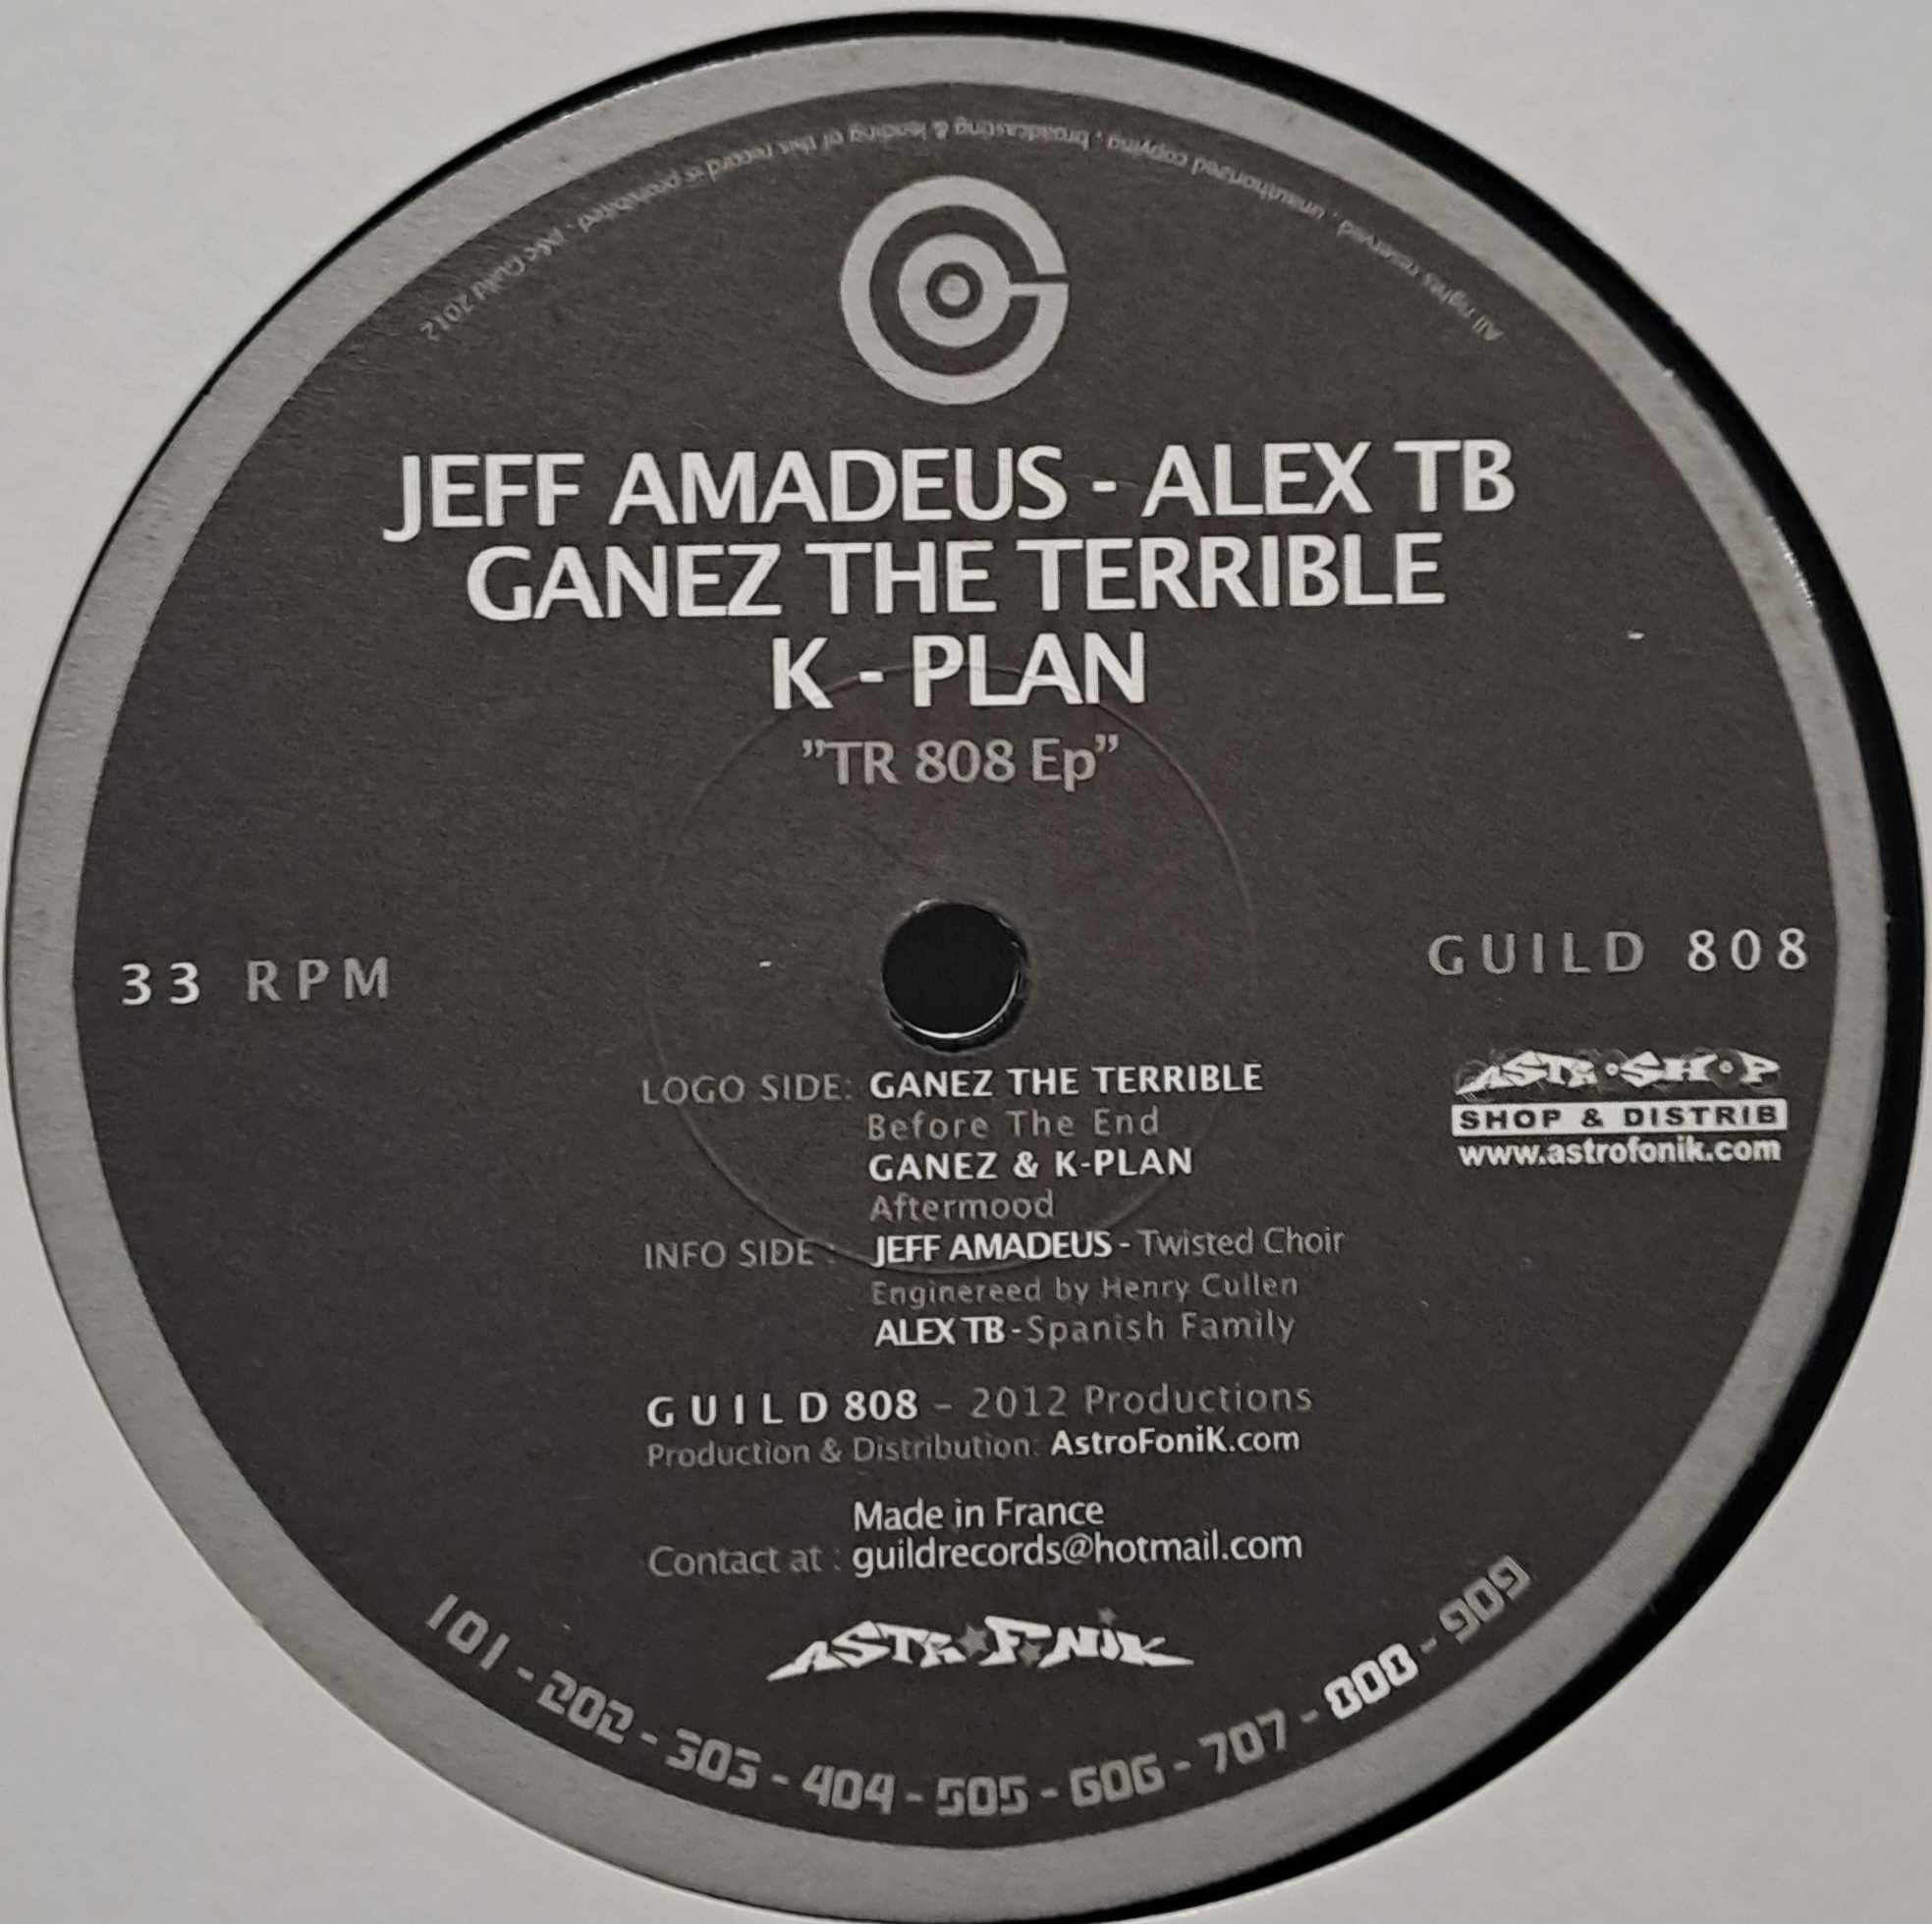 All rights reserved . unauthorized copying , broadcasting & lending of this record is prohibited . p&c Guild 2012
JEFF AMADEUS - ALEX TB
GANEZ THE TERRIBLE
K - PLAN
”TR 808 Ep”
33 RPM
GUILD 808
ASTROSHOP
SHOP & DISTRIB
www.astrofonik.com
LOGO SIDE: GANEZ THE TERRIBLE
Before The End
GANEZ & K-PLAN
Aftermood
INFO SIDE : JEFF AMADEUS - Twisted Choir
Enginereed by Henry Cullen
ALEX TB - Spanish Family
GUILD 808 – 2012 Productions
Production & Distribution: AstroFoniK.com
Made in France
Contact at : guildrecords@hotmail.com
ASTROFONIK
101 - 202 - 303 - 404 - 505 - 606 - 707 - 808 - 909